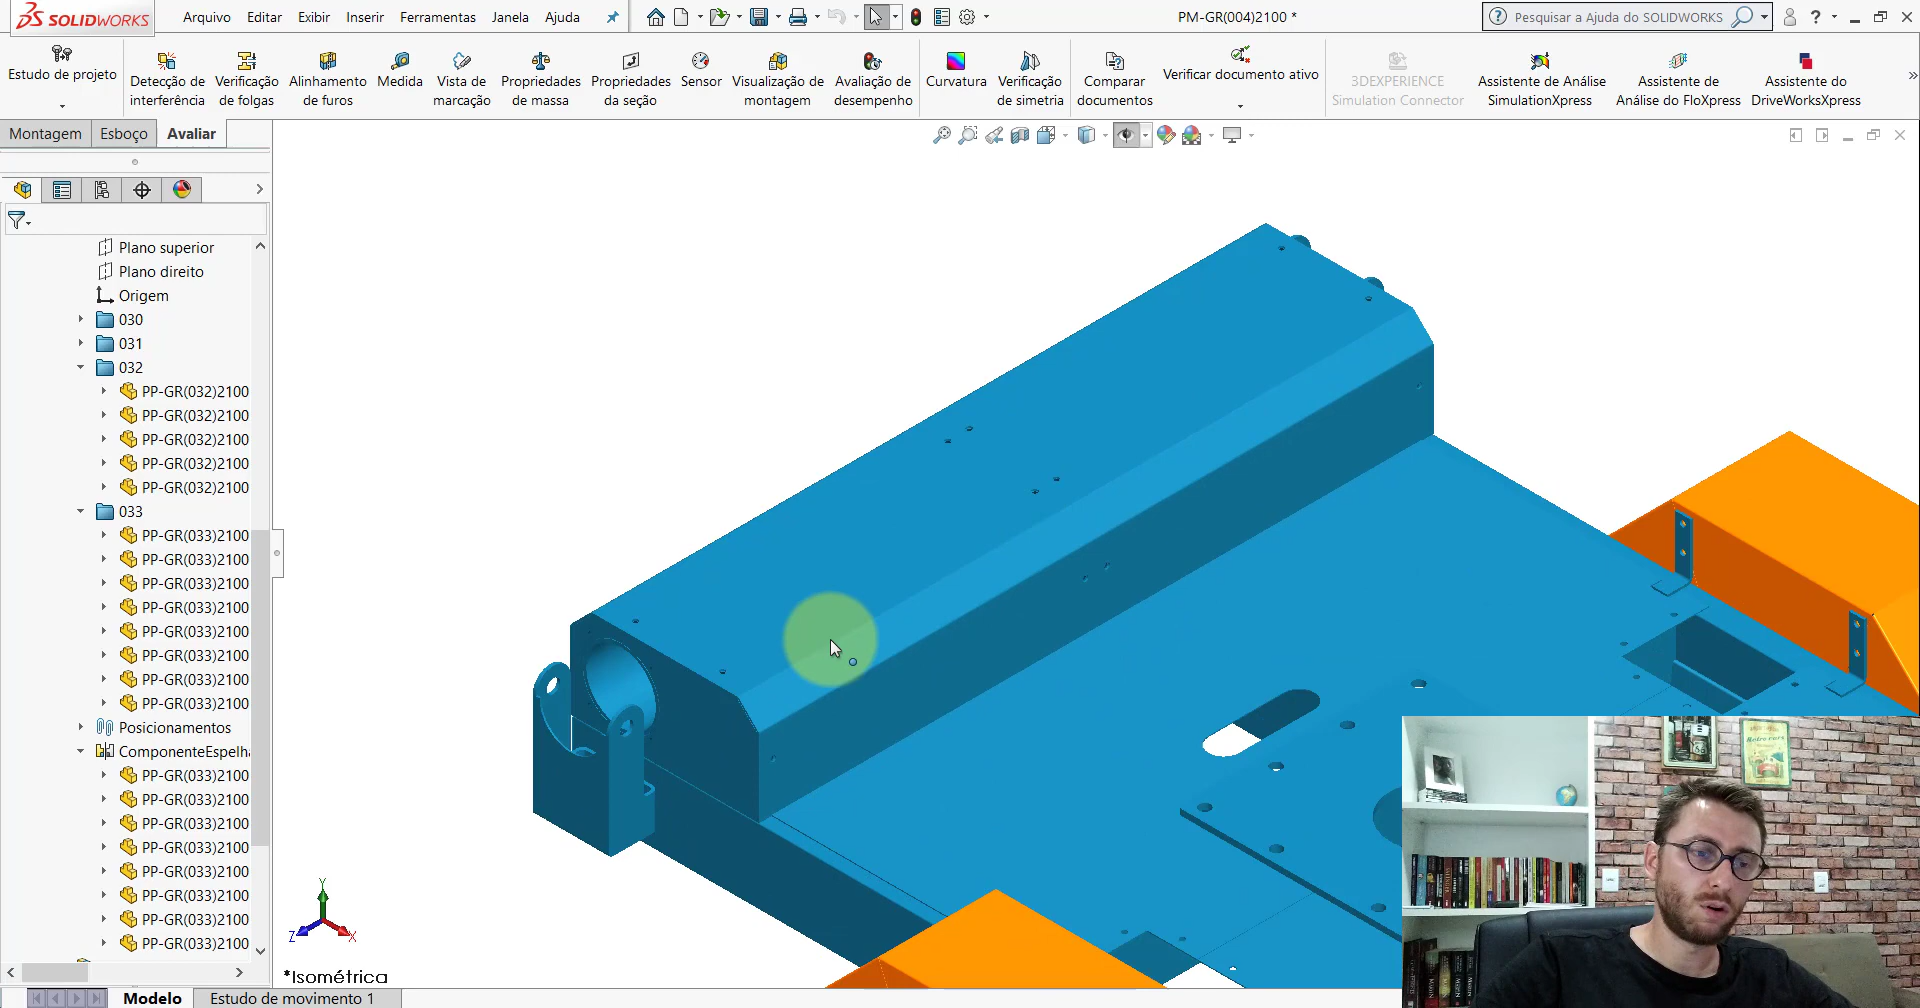 SOLIDWORKS
Arquivo Editar Exibir Inserir Ferramentas Janela Ajuda
PM-GR(004)2100 *
Pesquisar a Ajuda do SOLIDWORKS
Estudo de projeto
Detecção de interferência
Verificação de folgas
Alinhamento de furos
Medida
Vista de marcação
Propriedades de massa
Propriedades da seção
Sensor
Visualização de montagem
Avaliação de desempenho
Curvatura
Verificação de simetria
Comparar documentos
Verificar documento ativo
3DEXPERIENCE Simulation Connector
Assistente de Análise SimulationXpress
Assistente de Análise do FloXpress
Assistente do DriveWorksXpress
Montagem Esboço Avaliar
Plano superior
Plano direito
Origem
030
031
032
PP-GR(032)2100
PP-GR(032)2100
PP-GR(032)2100
PP-GR(032)2100
PP-GR(032)2100
033
PP-GR(033)2100
PP-GR(033)2100
PP-GR(033)2100
PP-GR(033)2100
PP-GR(033)2100
PP-GR(033)2100
PP-GR(033)2100
PP-GR(033)2100
Posicionamentos
ComponenteEspelha
PP-GR(033)2100
PP-GR(033)2100
PP-GR(033)2100
PP-GR(033)2100
PP-GR(033)2100
PP-GR(033)2100
PP-GR(033)2100
PP-GR(033)2100
Y
Z
X
*Isométrica
Modelo Estudo de movimento 1